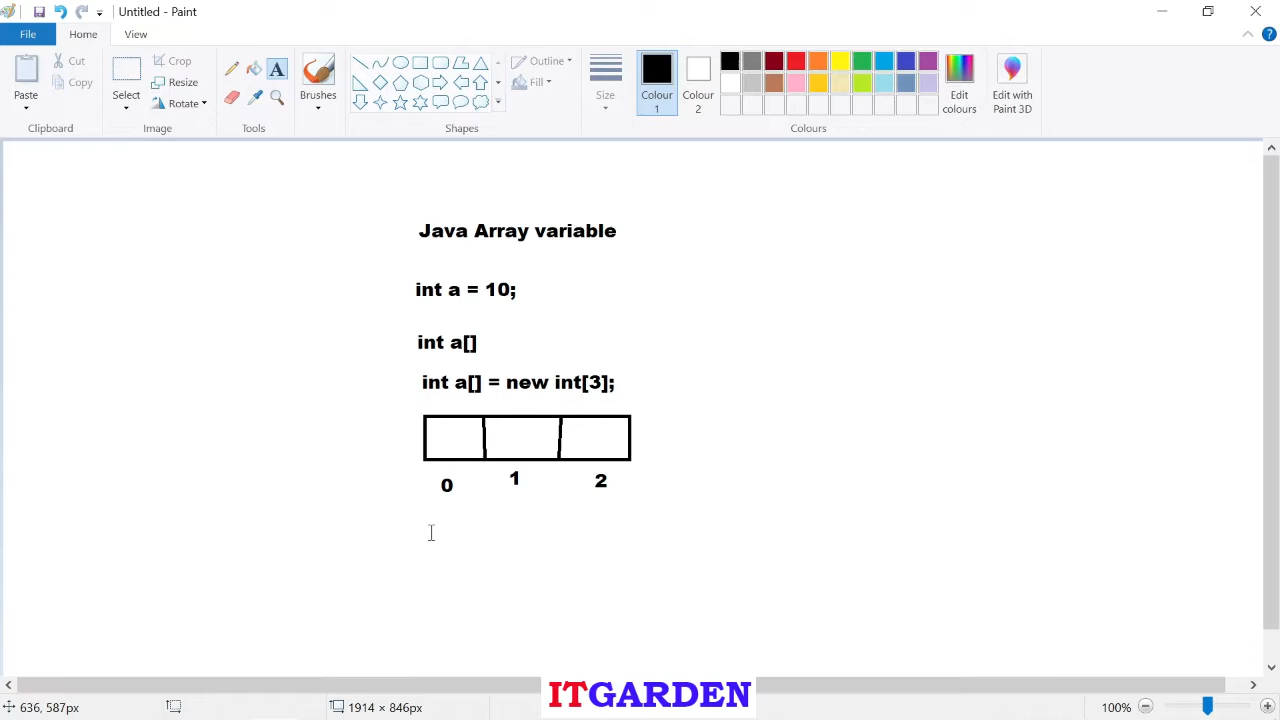 Untitled - Paint
File
Home
View
Paste
Cut
Copy
Clipboard
Select
Crop
Resize
Rotate
Image
A
Tools
Brushes
Outline
Fill
Shapes
Size
Colour 1
Colour 2
Edit colours
Edit with Paint 3D
Colours
Java Array variable
int a = 10;
int a[]
int a[] = new int[3];
0 1 2
ITGARDEN
636, 587px
1914 × 846px
100%